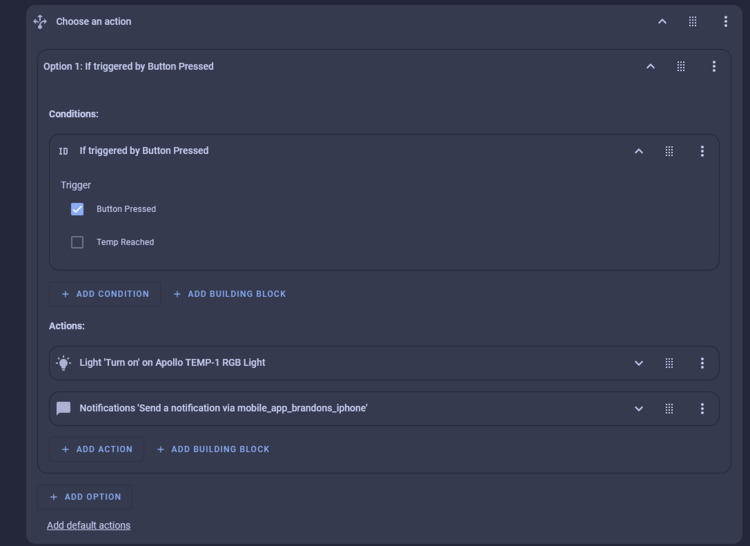 Choose an action
Option 1: If triggered by Button Pressed
Conditions:
ID If triggered by Button Pressed
Trigger
Button Pressed
Temp Reached
+ ADD CONDITION + ADD BUILDING BLOCK
Actions:
Light 'Turn on' on Apollo TEMP-1 RGB Light
Notifications 'Send a notification via mobile_app_brandons_iphone'
+ ADD ACTION + ADD BUILDING BLOCK
+ ADD OPTION
Add default actions